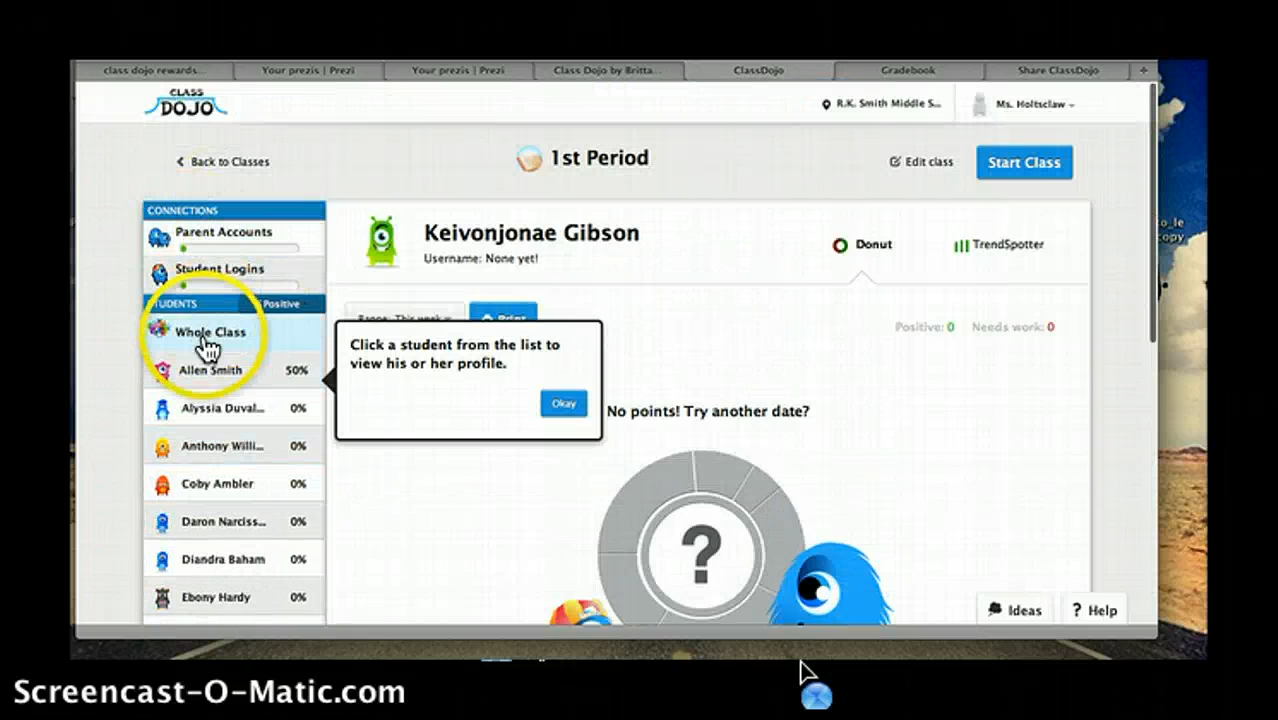 class dojo rewards...
Your prezis | Prezi
Your prezis | Prezi
Class Dojo by Britta...
ClassDojo
Gradebook
Share ClassDojo
+
CLASS
DOJO
R.K. Smith Middle S...
Ms. Holtsclaw
Back to Classes
1st Period
Edit class
Start Class
CONNECTIONS
Parent Accounts
Student Logins
STUDENTS
Positive
Whole Class
Allen Smith 50%
Alyssia Duval... 0%
Anthony Willi... 0%
Coby Ambler 0%
Daron Narciss... 0%
Diandra Baham 0%
Ebony Hardy 0%
Keivonjonae Gibson
Username: None yet!
Donut
TrendSpotter
Range: This week
Print
Positive: 0 Needs work: 0
Click a student from the list to
view his or her profile.
Okay
No points! Try another date?
?
Ideas
? Help
Screencast-O-Matic.com